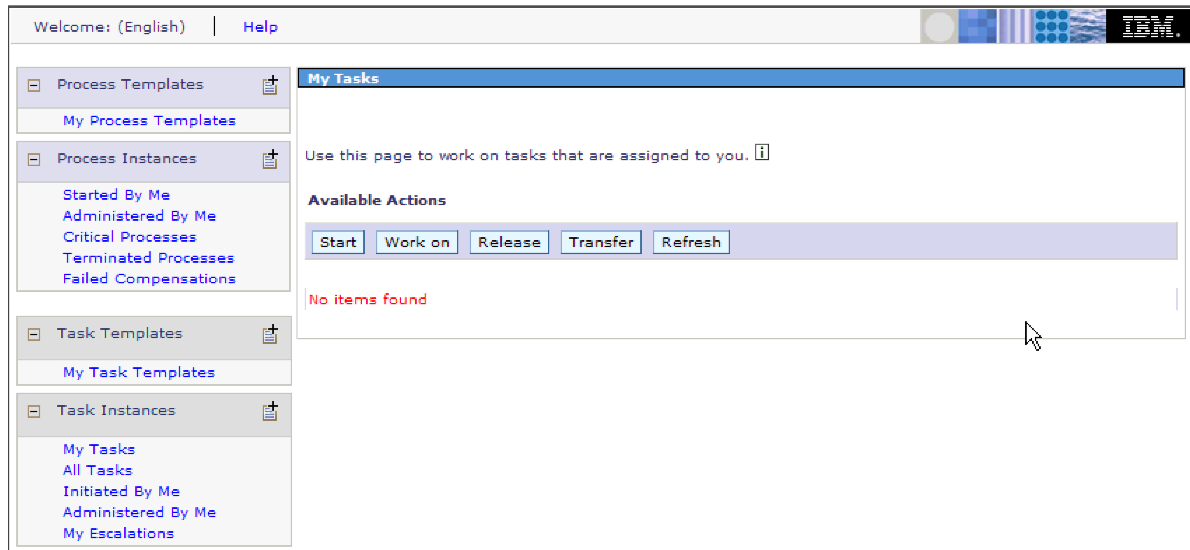 Welcome: (English) Help
IBM.
Process Templates
My Process Templates
Process Instances
Started By Me
Administered By Me
Critical Processes
Terminated Processes
Failed Compensations
Task Templates
My Task Templates
Task Instances
My Tasks
All Tasks
Initiated By Me
Administered By Me
My Escalations
My Tasks
Use this page to work on tasks that are assigned to you. i
Available Actions
Start Work on Release Transfer Refresh
No items found